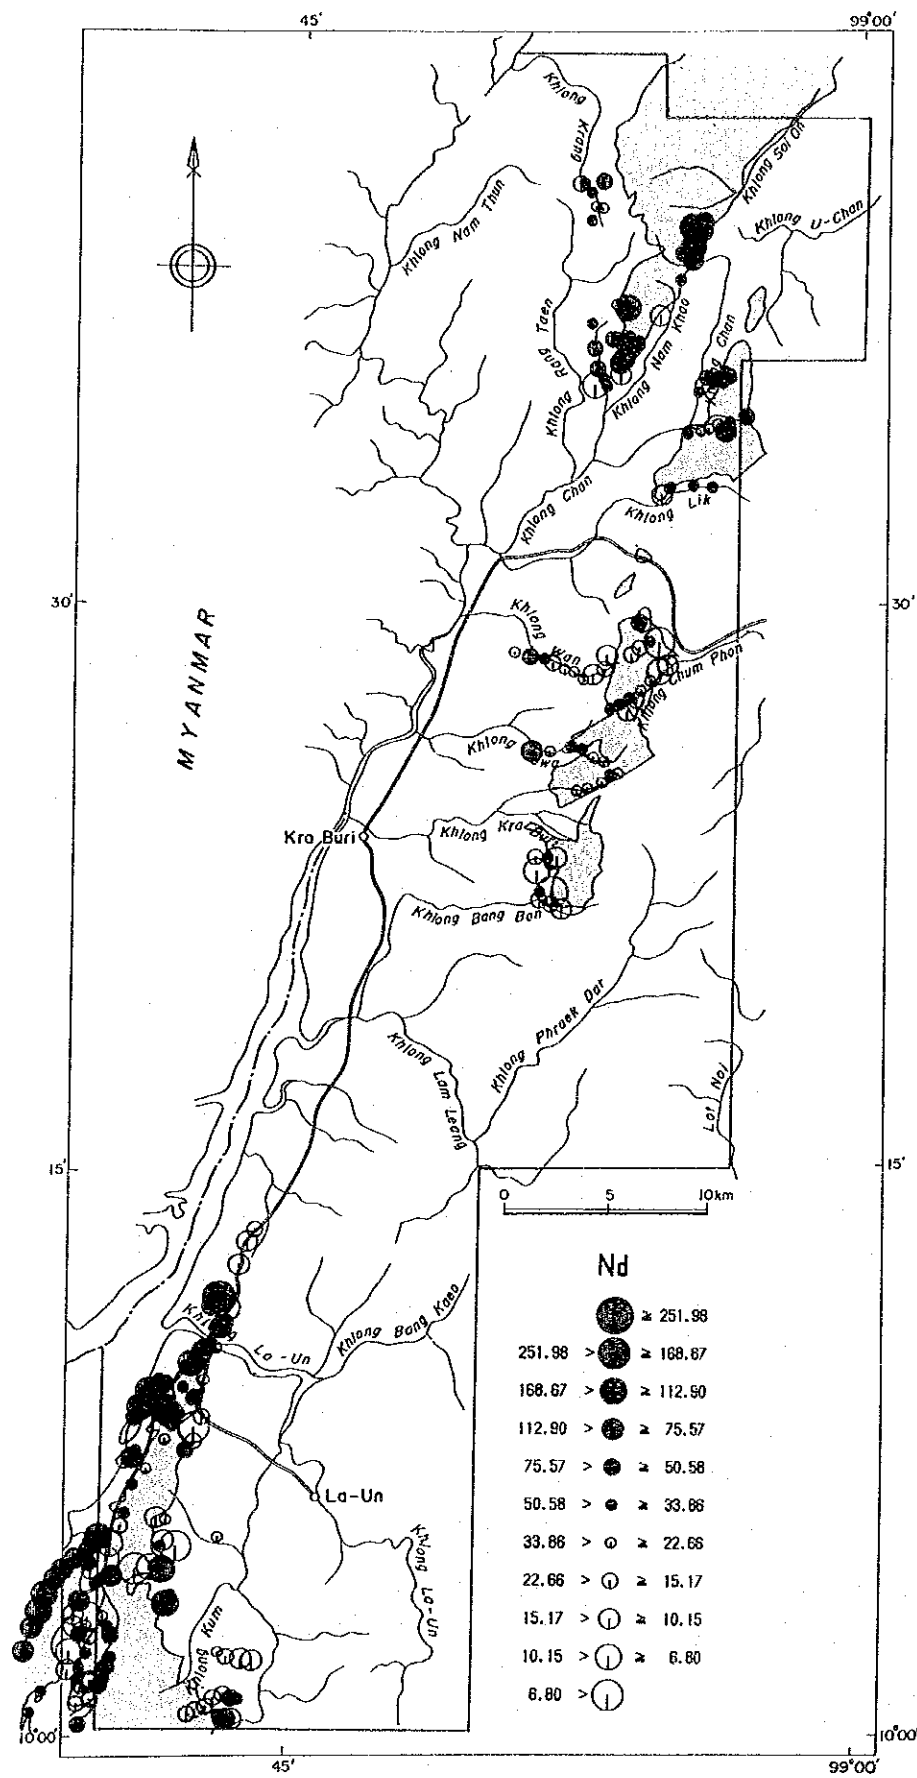 45'
99°00'
Khlong
Krang
Khlong Sai On
Khlong U-Chan
Khlong Nam Thun
Khlong Rang Taen
Khlong Nam Khao
Chan
Khlong Chan
Khlong Lik
30'
30'
MYANMAR
Khlong Wan
Khlong Chum Phon
Khlong
Kra Buri
Khlong Kra Buri
Khlong Bang Ban
Khlong Phraek Dar
Khlong Lam Leang
Lat Noi
15'
15'
0 5 10km
Nd
≥ 251.98
251.98 > ≥ 168.67
168.67 > ≥ 112.90
112.90 > ≥ 75.57
75.57 > ≥ 50.58
50.58 > ≥ 33.86
33.86 > ≥ 22.66
22.66 > ≥ 15.17
15.17 > ≥ 10.15
10.15 > ≥ 6.80
6.80 >
Khlong La-Un
Khlong Bang Kaeo
La-Un
Khlong La-Un
Khlong Kum
10°00'
10°00'
45'
99°00'